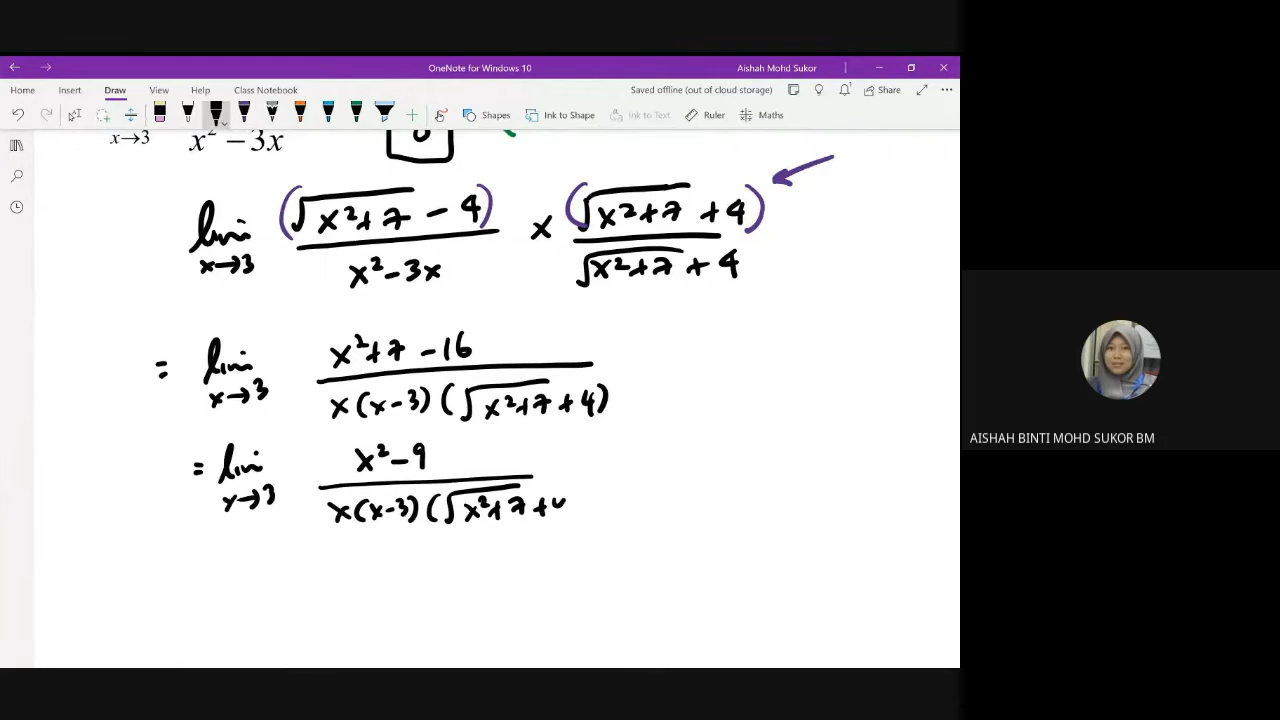 OneNote for Windows 10
Aishah Mohd Sukor
Home Insert Draw View Help Class Notebook
Saved offline (out of cloud storage) Share
Shapes Ink to Shape Ink to Text Ruler Maths
x→3 x² − 3x 0
lim x→3 (√(x²+7) − 4) / (x² − 3x) × (√(x²+7) + 4) / (√(x²+7) + 4)
= lim x→3 (x²+7 −16) / (x(x−3)(√(x²+7) + 4))
= lim x→3 (x² − 9) / (x(x−3)(√(x²+7) +
AISHAH BINTI MOHD SUKOR BM